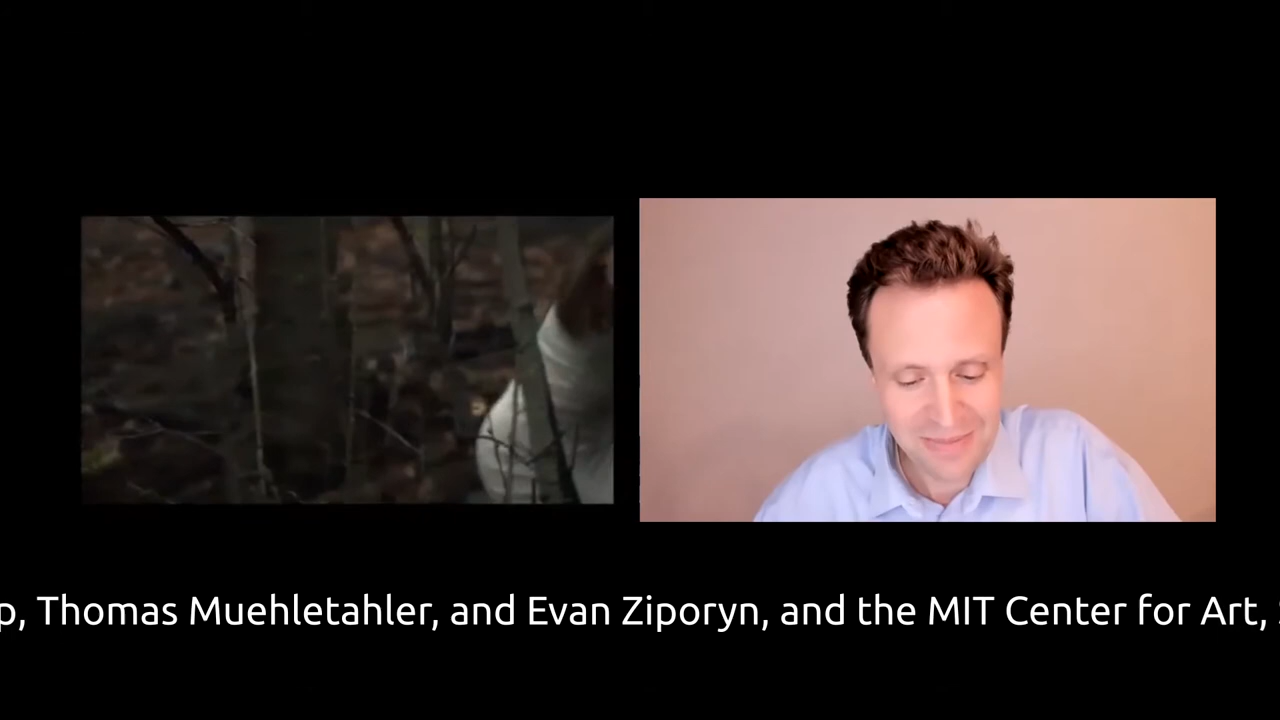 p, Thomas Muehletahler, and Evan Ziporyn, and the MIT Center for Art,